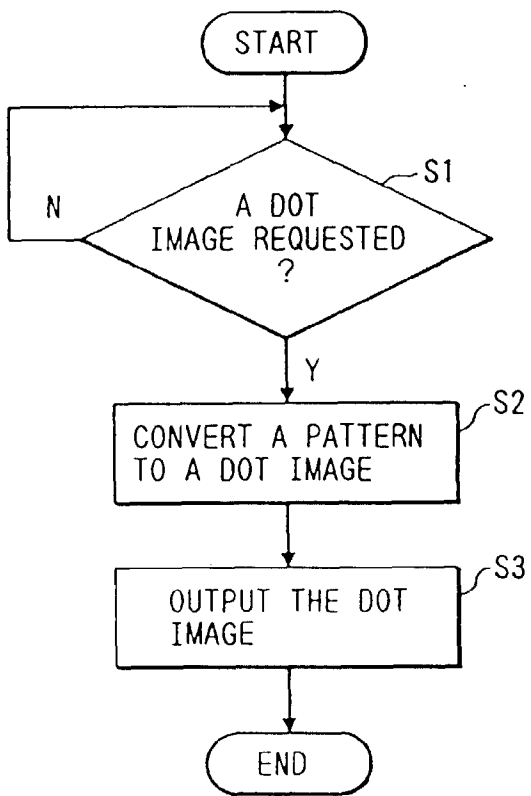 START
S1
A DOT
IMAGE REQUESTED
?
N
Y
S2
CONVERT A PATTERN
TO A DOT IMAGE
S3
OUTPUT THE DOT
IMAGE
END